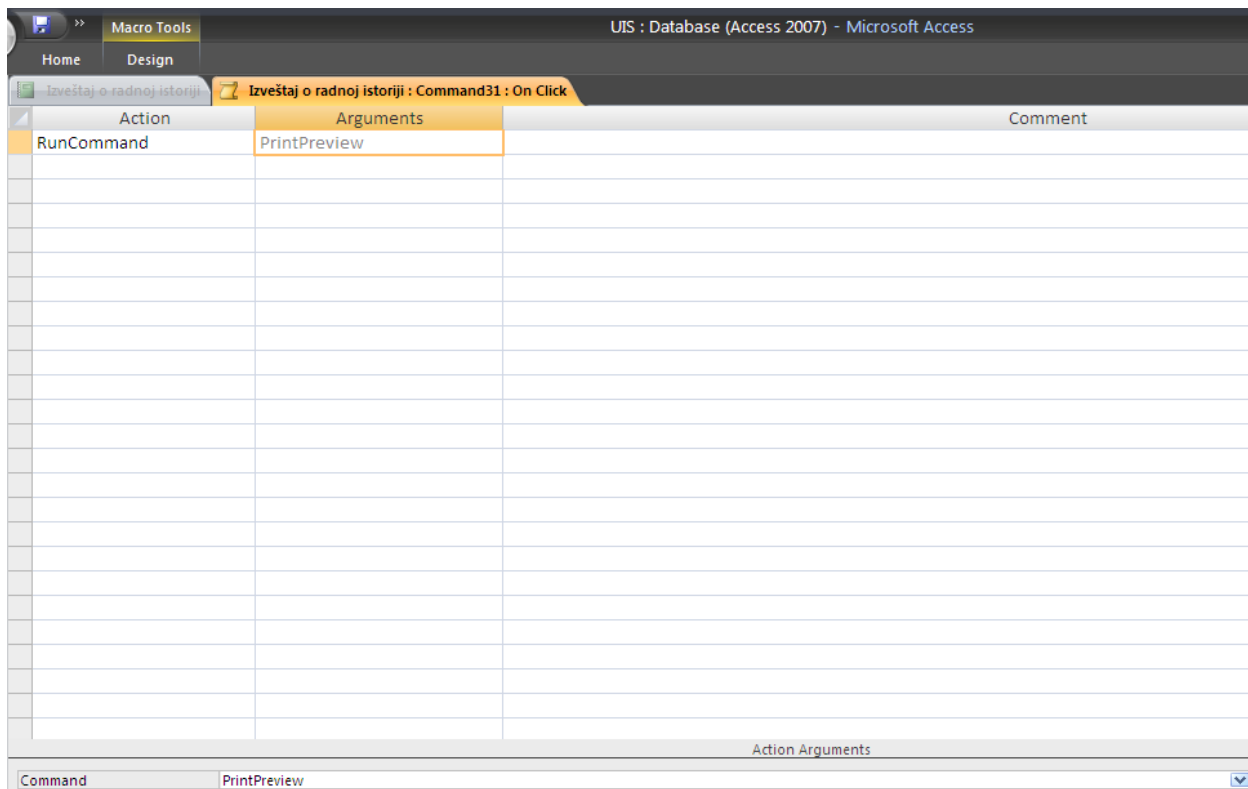 Macro Tools UIS : Database (Access 2007) - Microsoft Access
Home Design
Izveštaj o radnoj istoriji Izveštaj o radnoj istoriji : Command31 : On Click
Action Arguments Comment
RunCommand PrintPreview
Action Arguments
Command PrintPreview